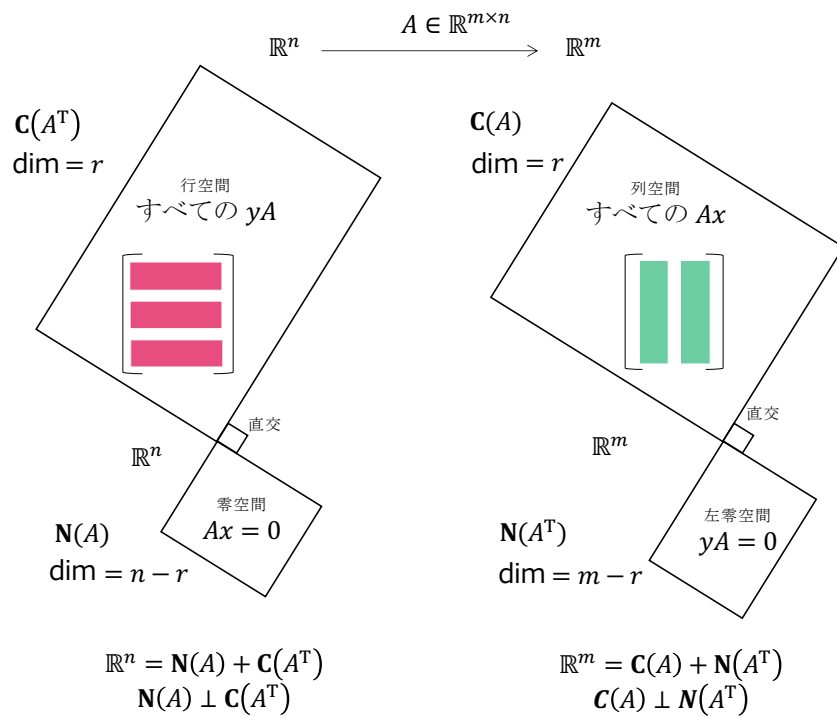 ℝⁿ A ∈ ℝᵐˣⁿ ℝᵐ
C(Aᵀ)
dim = r
行空間
すべての yA
直交
ℝⁿ
零空間
Ax = 0
N(A)
dim = n − r
ℝⁿ = N(A) + C(Aᵀ)
N(A) ⊥ C(Aᵀ)
C(A)
dim = r
列空間
すべての Ax
直交
ℝᵐ
左零空間
yA = 0
N(Aᵀ)
dim = m − r
ℝᵐ = C(A) + N(Aᵀ)
C(A) ⊥ N(Aᵀ)